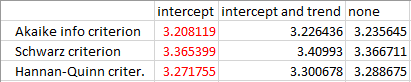 intercept intercept and trend none
Akaike info criterion 3.208119 3.226436 3.235645
Schwarz criterion 3.365399 3.40993 3.366711
Hannan-Quinn criter. 3.271755 3.300678 3.288675